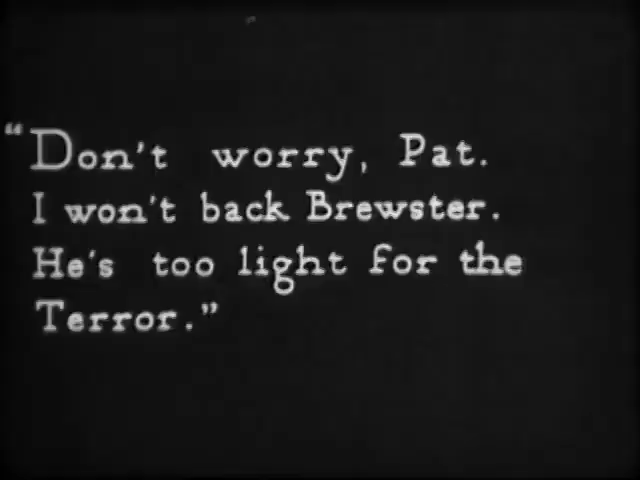 "Don't worry, Pat.
I won't back Brewster.
He's too light for the
Terror."